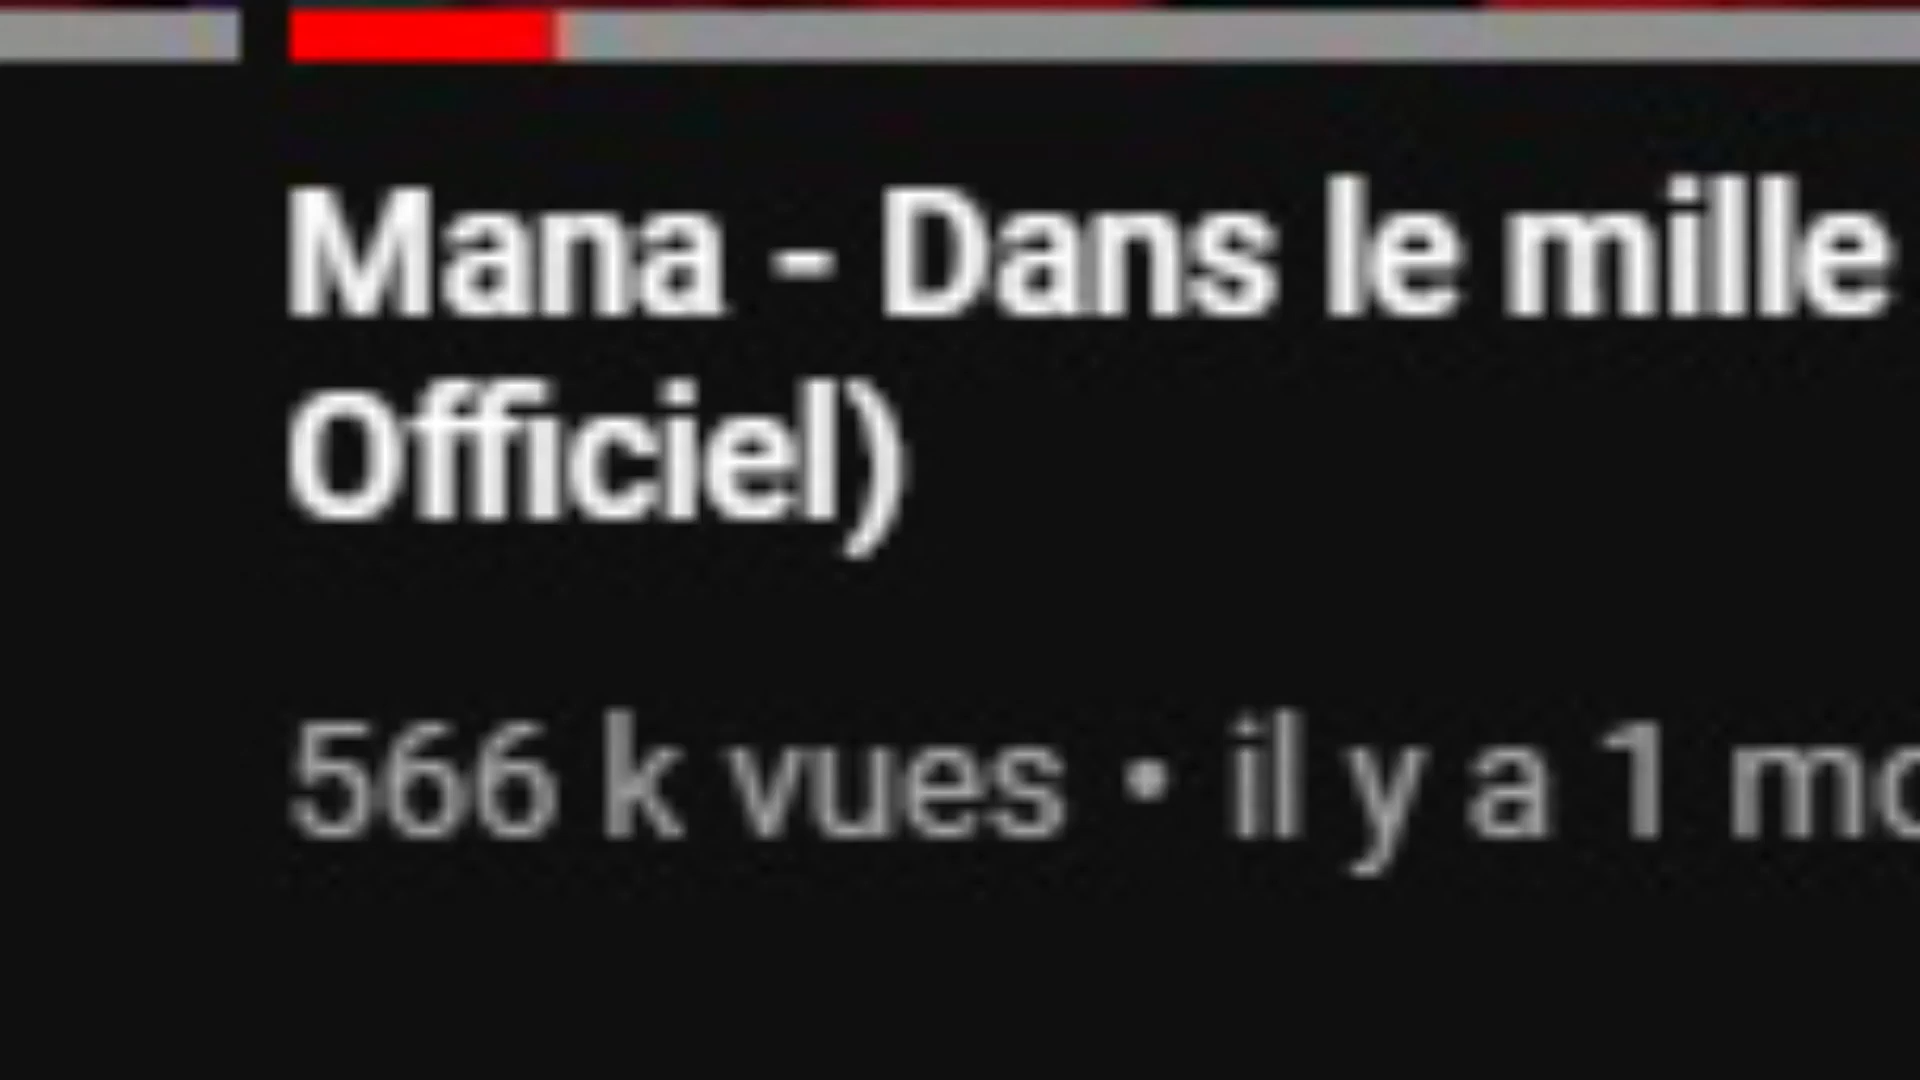 Mana - Dans le mille
Officiel)
566 k vues • il y a 1